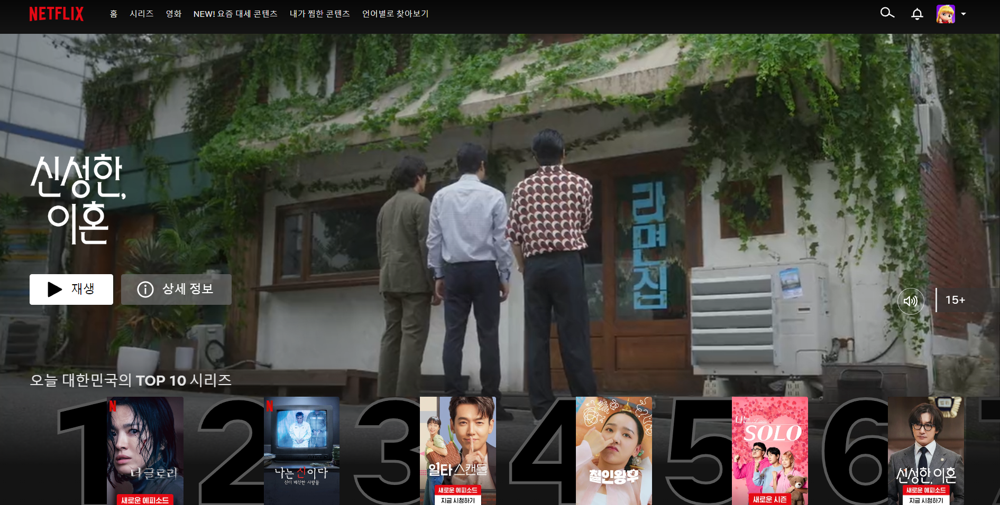 NETFLIX 홈 시리즈 영화 NEW! 요즘 대세 콘텐츠 내가 찜한 콘텐츠 언어별로 찾아보기
라면집
신성한,
이혼
재생 상세 정보
15+
오늘 대한민국의 TOP 10 시리즈
1
N
더 글로리
새로운 에피소드
2
N
나는 신이다
신이 배신한 사람들
3
일타 스캔들
새로운 에피소드
지금 시청하기
4
철인왕후
5
나는 I am
SOLO
새로운 시즌
6
신성한, 이혼
새로운 에피소드
지금 시청하기
7